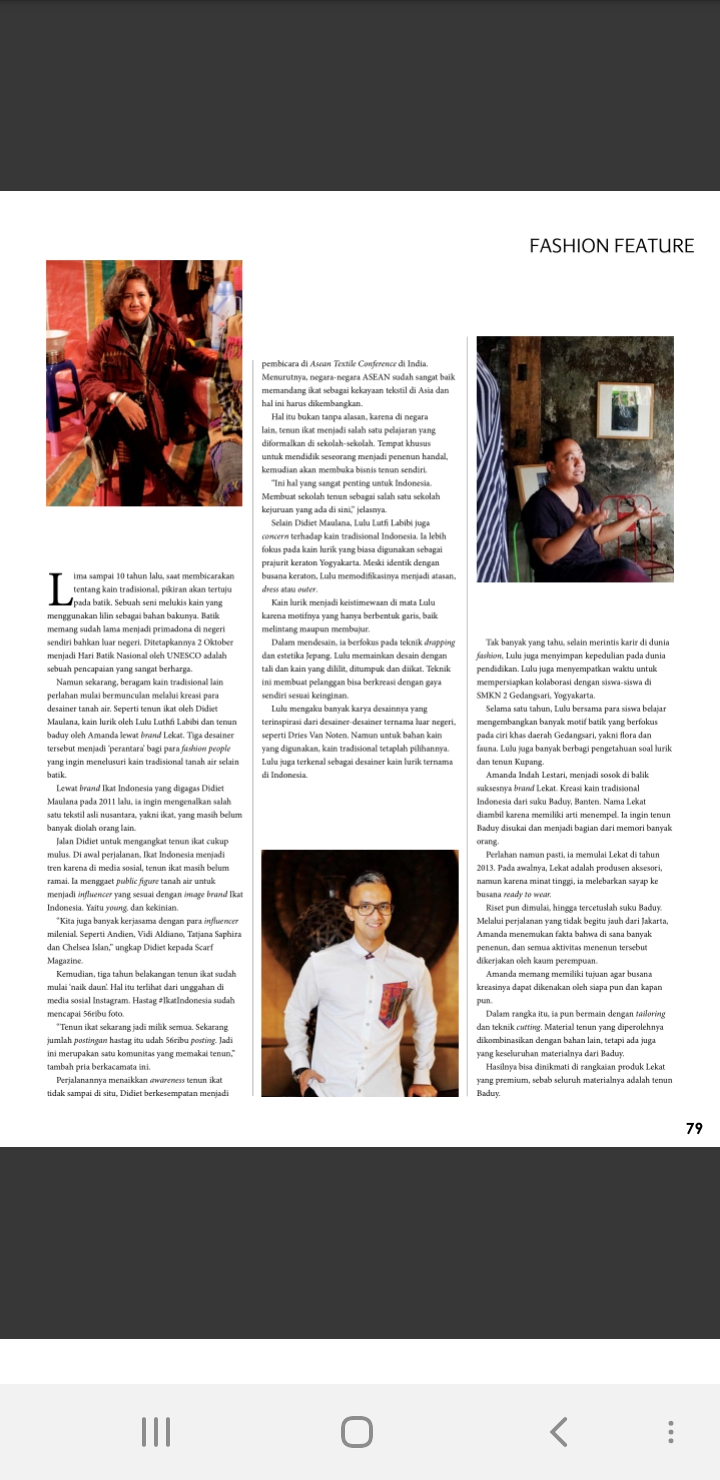 FASHION FEATURE
Lima sampai 10 tahun lalu, saat membicarakan
tentang kain tradisional, pikiran akan tertuju
pada batik. Sebuah seni melukis kain yang
menggunakan lilin sebagai bahan bakunya. Batik
memang sudah lama menjadi primadona di negeri
sendiri bahkan luar negeri. Ditetapkannya 2 Oktober
menjadi Hari Batik Nasional oleh UNESCO adalah
sebuah pencapaian yang sangat berharga.
Namun sekarang, beragam kain tradisional lain
perlahan mulai bermunculan melalui kreasi para
desainer tanah air. Seperti tenun ikat oleh Didiet
Maulana, kain lurik oleh Lulu Luthfi Labibi dan tenun
baduy oleh Amanda lewat brand Lekat. Tiga desainer
tersebut menjadi 'perantara' bagi para fashion people
yang ingin menelusuri kain tradisional tanah air selain
batik.
Lewat brand Ikat Indonesia yang digagas Didiet
Maulana pada 2011 lalu, ia ingin mengenalkan salah
satu tekstil asli nusantara, yakni ikat, yang masih belum
banyak diolah orang lain.
Jalan Didiet untuk mengangkat tenun ikat cukup
mulus. Di awal perjalanan, Ikat Indonesia menjadi
tren karena di media sosial, tenun ikat masih belum
ramai. Ia menggaet public figure tanah air untuk
menjadi influencer yang sesuai dengan image brand Ikat
Indonesia. Yaitu young, dan kekinian.
"Kita juga banyak kerjasama dengan para influencer
milenial. Seperti Andien, Vidi Aldiano, Tatjana Saphira
dan Chelsea Islan," ungkap Didiet kepada Scarf
Magazine.
Kemudian, tiga tahun belakangan tenun ikat sudah
mulai 'naik daun'. Hal itu terlihat dari unggahan di
media sosial Instagram. Hastag #IkatIndonesia sudah
mencapai 56ribu foto.
"Tenun ikat sekarang jadi milik semua. Sekarang
jumlah postingan hastag itu udah 56ribu posting. Jadi
ini merupakan satu komunitas yang memakai tenun,"
tambah pria berkacamata ini.
Perjalanannya menaikkan awareness tenun ikat
tidak sampai di situ, Didiet berkesempatan menjadi
pembicara di Asean Textile Conference di India.
Menurutnya, negara-negara ASEAN sudah sangat baik
memandang ikat sebagai kekayaan tekstil di Asia dan
hal ini harus dikembangkan.
Hal itu bukan tanpa alasan, karena di negara
lain, tenun ikat menjadi salah satu pelajaran yang
diformalkan di sekolah-sekolah. Tempat khusus
untuk mendidik seseorang menjadi penenun handal,
kemudian akan membuka bisnis tenun sendiri.
"Ini hal yang sangat penting untuk Indonesia.
Membuat sekolah tenun sebagai salah satu sekolah
kejuruan yang ada di sini," jelasnya.
Selain Didiet Maulana, Lulu Lutfi Labibi juga
concern terhadap kain tradisional Indonesia. Ia lebih
fokus pada kain lurik yang biasa digunakan sebagai
prajurit keraton Yogyakarta. Meski identik dengan
busana keraton, Lulu memodifikasinya menjadi atasan,
dress atau outer.
Kain lurik menjadi keistimewaan di mata Lulu
karena motifnya yang hanya berbentuk garis, baik
melintang maupun membujur.
Dalam mendesain, ia berfokus pada teknik drapping
dan estetika Jepang. Lulu memainkan desain dengan
tali dan kain yang dililit, ditumpuk dan diikat. Teknik
ini membuat pelanggan bisa berkreasi dengan gaya
sendiri sesuai keinginan.
Lulu mengaku banyak karya desainnya yang
terinspirasi dari desainer-desainer ternama luar negeri,
seperti Dries Van Noten. Namun untuk bahan kain
yang digunakan, kain tradisional tetaplah pilihannya.
Lulu juga terkenal sebagai desainer kain lurik ternama
di Indonesia.
Tak banyak yang tahu, selain merintis karir di dunia
fashion, Lulu juga menyimpan kepedulian pada dunia
pendidikan. Lulu juga menyempatkan waktu untuk
mempersiapkan kolaborasi dengan siswa-siswa di
SMKN 2 Gedangsari, Yogyakarta.
Selama satu tahun, Lulu bersama para siswa belajar
mengembangkan banyak motif batik yang berfokus
pada ciri khas daerah Gedangsari, yakni flora dan
fauna. Lulu juga banyak berbagi pengetahuan soal lurik
dan tenun Kupang.
Amanda Indah Lestari, menjadi sosok di balik
suksesnya brand Lekat. Kreasi kain tradisional
Indonesia dari suku Baduy, Banten. Nama Lekat
diambil karena memiliki arti menempel. Ia ingin tenun
Baduy disukai dan menjadi bagian dari memori banyak
orang.
Perlahan namun pasti, ia memulai Lekat di tahun
2013. Pada awalnya, Lekat adalah produsen aksesori,
namun karena minat tinggi, ia melebarkan sayap ke
busana ready to wear.
Riset pun dimulai, hingga tercetuslah suku Baduy.
Melalui perjalanan yang tidak begitu jauh dari Jakarta,
Amanda menemukan fakta bahwa di sana banyak
penenun, dan semua aktivitas menenun tersebut
dikerjakan oleh kaum perempuan.
Amanda memang memiliki tujuan agar busana
kreasinya dapat dikenakan oleh siapa pun dan kapan
pun.
Dalam rangka itu, ia pun bermain dengan tailoring
dan teknik cutting. Material tenun yang diperolehnya
dikombinasikan dengan bahan lain, tetapi ada juga
yang keseluruhan materialnya dari Baduy.
Hasilnya bisa dinikmati di rangkaian produk Lekat
yang premium, sebab seluruh materialnya adalah tenun
Baduy.
79